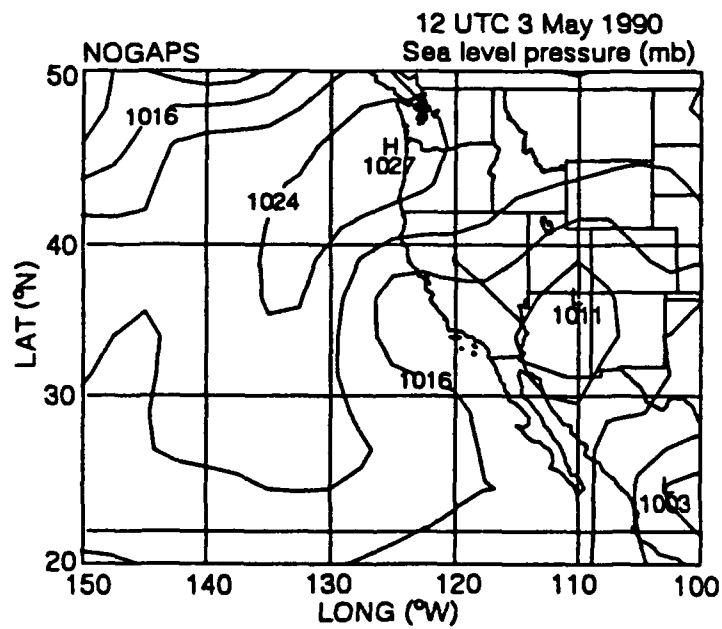 12 UTC 3 May 1990
NOGAPS Sea level pressure (mb)
50
1016
H
1027
1024
40
LAT (°N)
L
1011
1016
30
L
1003
20
150 140 130 120 110 100
LONG (°W)